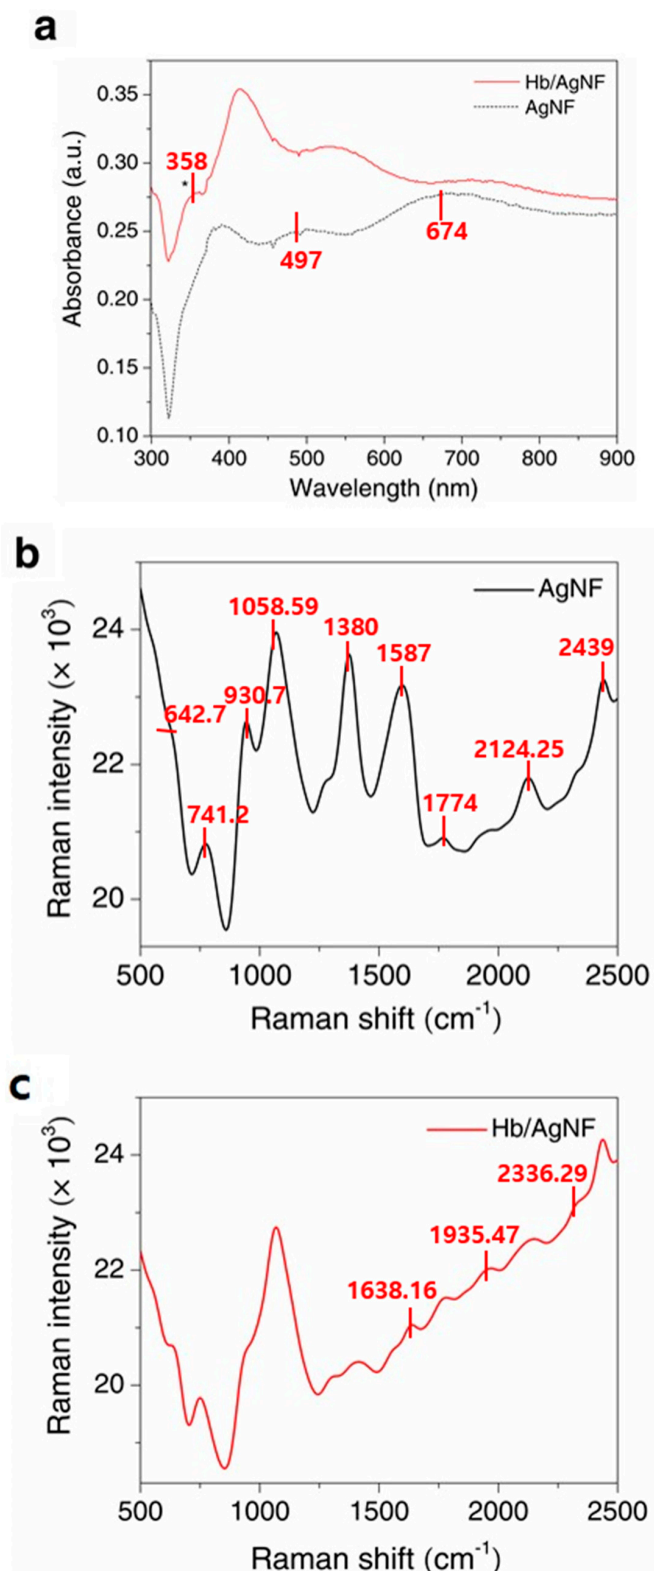 a
Absorbance (a.u.)
0.35
0.30
0.25
0.20
0.15
0.10
Hb/AgNF
AgNF
358
*
497
674
300 400 500 600 700 800 900
Wavelength (nm)
b
Raman intensity (× 10³)
24
22
20
AgNF
1058.59
1380
1587
2439
930.7
642.7
2124.25
741.2
1774
500 1000 1500 2000 2500
Raman shift (cm⁻¹)
c
Raman intensity (× 10³)
24
22
20
Hb/AgNF
2336.29
1935.47
1638.16
500 1000 1500 2000 2500
Raman shift (cm⁻¹)